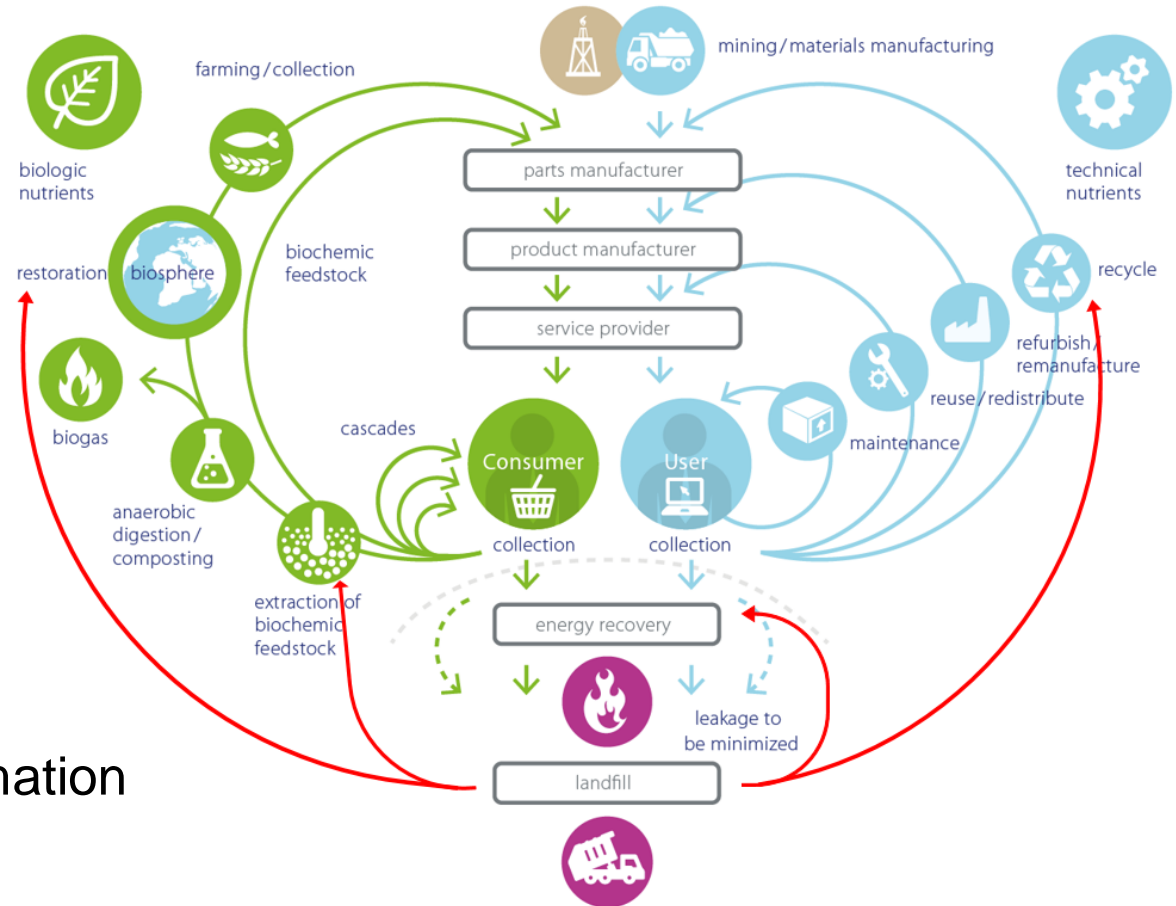 mining/materials manufacturing
farming/collection
biologic
nutrients
technical
nutrients
parts manufacturer
biochemic
feedstock
product manufacturer
restoration
biosphere
recycle
service provider
refurbish/
remanufacture
reuse/redistribute
biogas
cascades
maintenance
Consumer
User
anaerobic
digestion/
composting
collection
collection
extraction of
biochemic
feedstock
energy recovery
leakage to
be minimized
nation
landfill